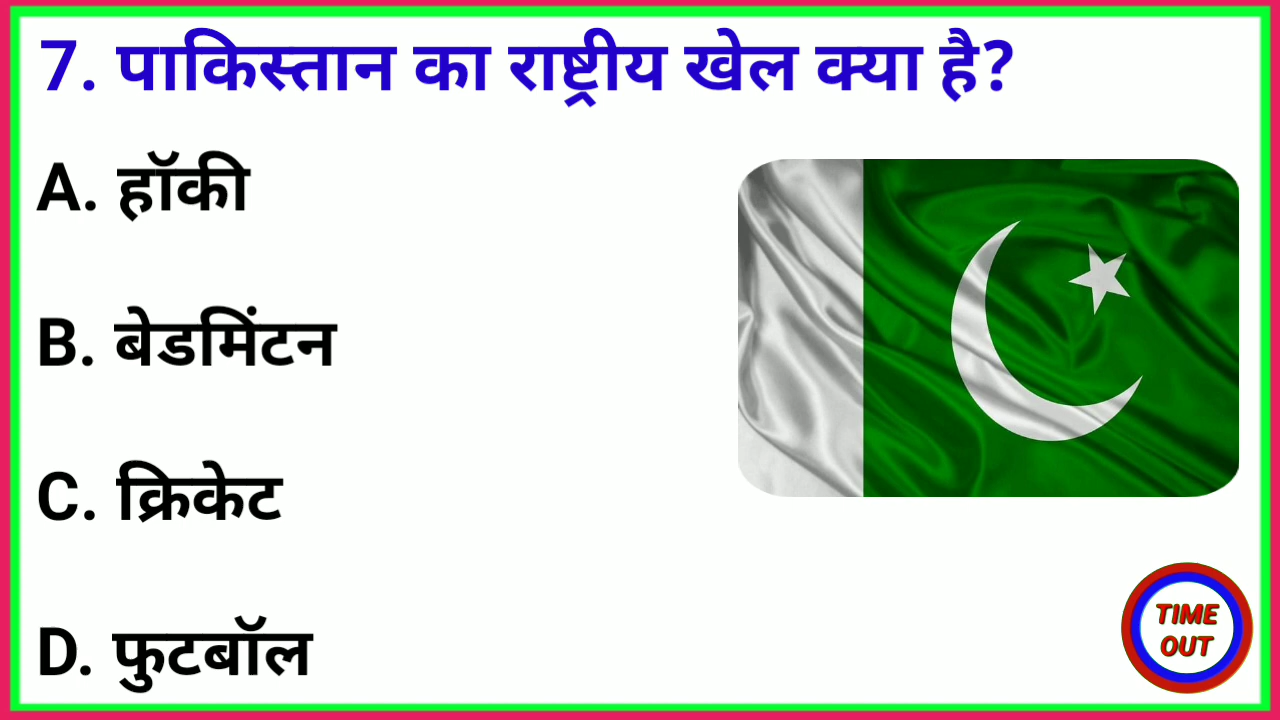 7. पाकिस्तान का राष्ट्रीय खेल क्या है?
A. हॉकी
B. बेडमिंटन
C. क्रिकेट
D. फुटबॉल
TIME
OUT